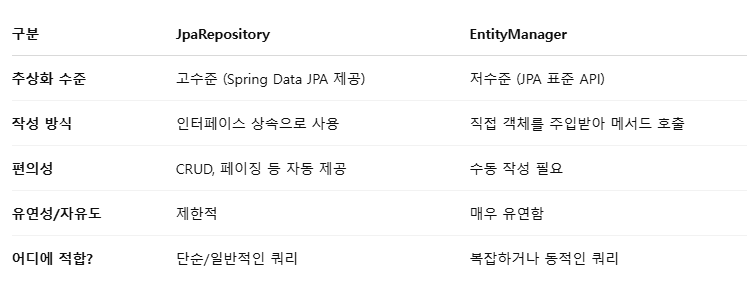 구분 JpaRepository EntityManager
추상화 수준 고수준 (Spring Data JPA 제공) 저수준 (JPA 표준 API)
작성 방식 인터페이스 상속으로 사용 직접 객체를 주입받아 메서드 호출
편의성 CRUD, 페이징 등 자동 제공 수동 작성 필요
유연성/자유도 제한적 매우 유연함
어디에 적합? 단순/일반적인 쿼리 복잡하거나 동적인 쿼리